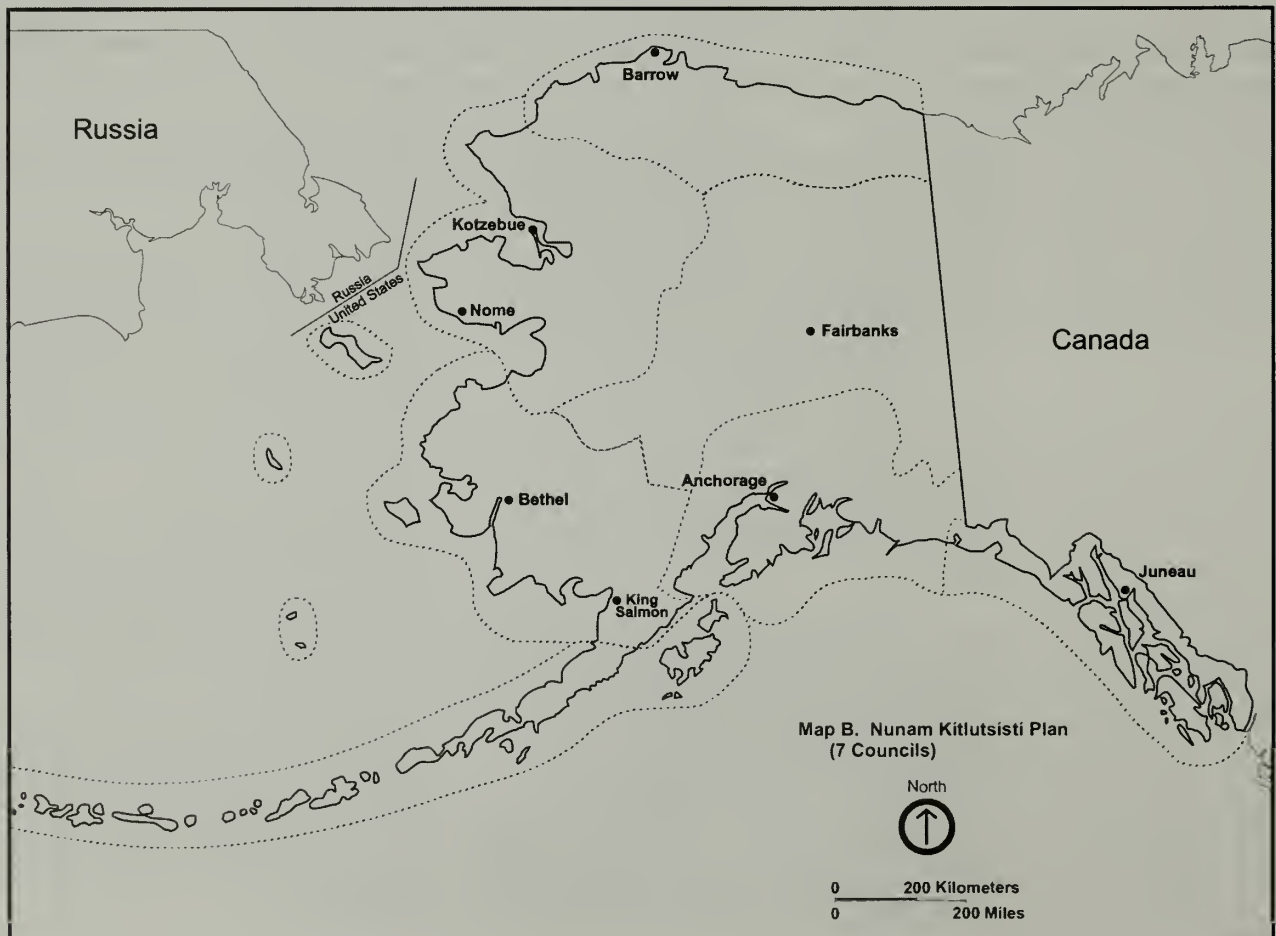 Barrow
Russia
Kotzebue
Russia
United States
Nome
Fairbanks
Canada
Anchorage
Bethel
Juneau
King
Salmon
Map B. Nunam Kitlutsisti Plan
(7 Councils)
North
0 200 Kilometers
0 200 Miles